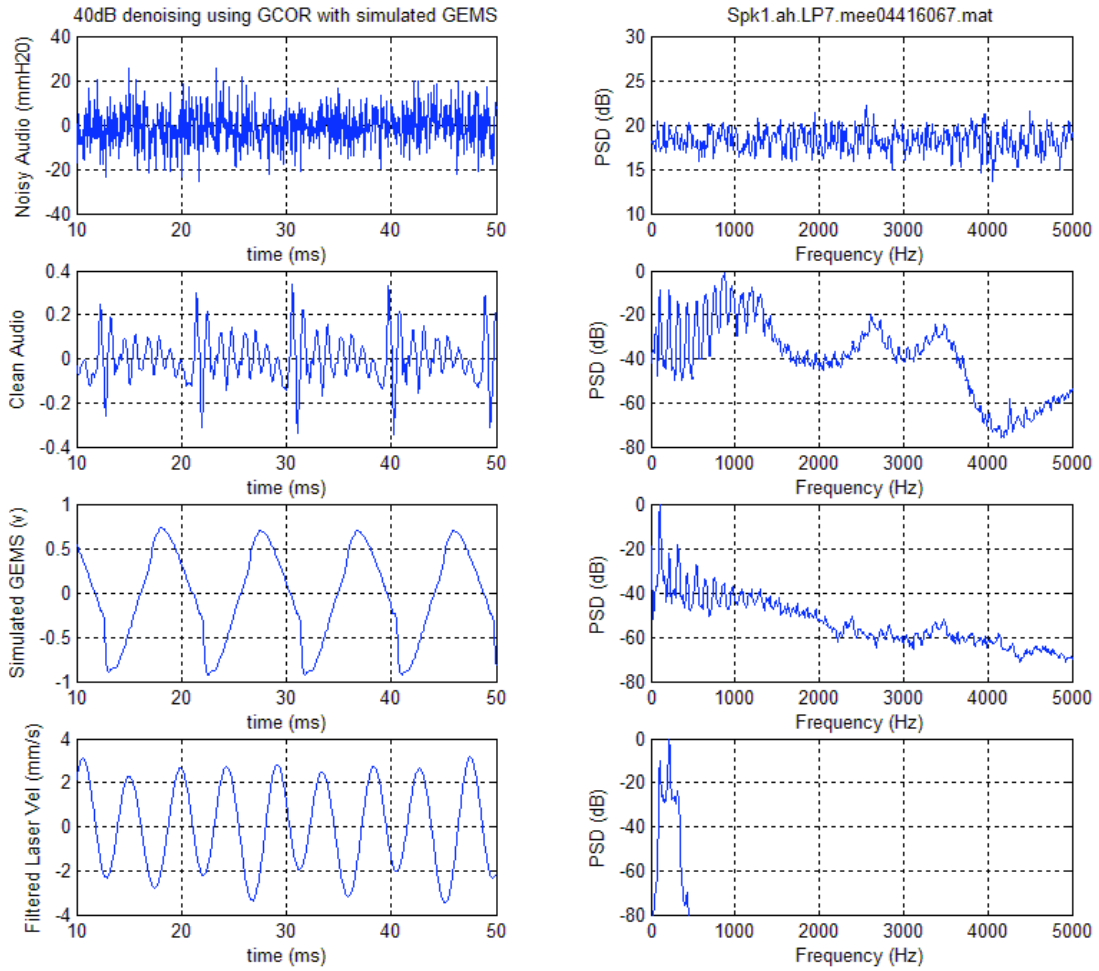 40dB denoising using GCOR with simulated GEMS
Spk1.ah.LP7.mee04416067.mat
Noisy Audio (mmH20)
40
20
0
-20
-40
10 20 30 40 50
time (ms)
PSD (dB)
30
25
20
15
10
0 1000 2000 3000 4000 5000
Frequency (Hz)
Clean Audio
0.4
0.2
0
-0.2
-0.4
10 20 30 40 50
time (ms)
PSD (dB)
0
-20
-40
-60
-80
0 1000 2000 3000 4000 5000
Frequency (Hz)
Simulated GEMS (v)
1
0.5
0
-0.5
-1
10 20 30 40 50
time (ms)
PSD (dB)
0
-20
-40
-60
-80
0 1000 2000 3000 4000 5000
Frequency (Hz)
Filtered Laser Vel (mm/s)
4
2
0
-2
-4
10 20 30 40 50
time (ms)
PSD (dB)
0
-20
-40
-60
-80
0 1000 2000 3000 4000 5000
Frequency (Hz)